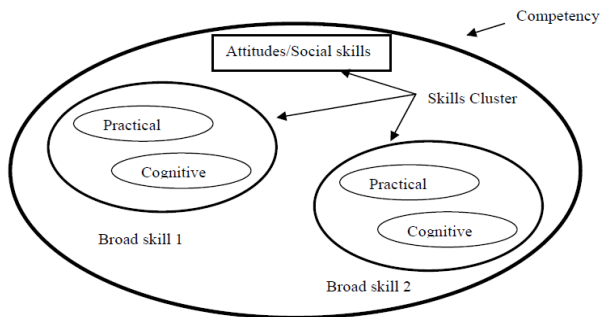 Competency
Attitudes/Social skills
Skills Cluster
Practical
Cognitive
Practical
Cognitive
Broad skill 1
Broad skill 2